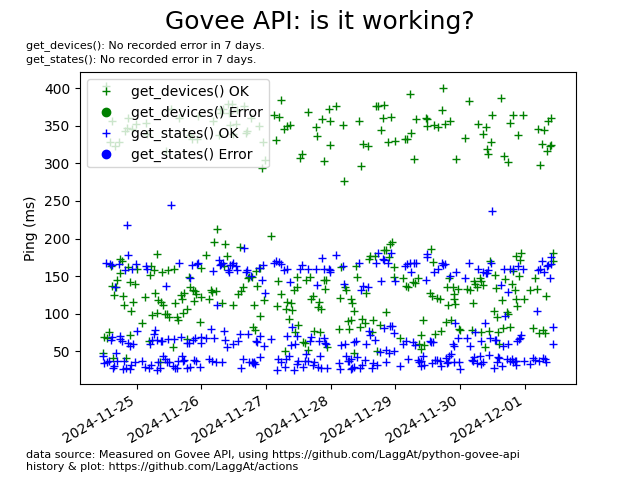 Govee API: is it working?
get_devices(): No recorded error in 7 days.
get_states(): No recorded error in 7 days.
get_devices() OK
get_devices() Error
get_states() OK
get_states() Error
Ping (ms)
400
350
300
250
200
150
100
50
2024-11-25
2024-11-26
2024-11-27
2024-11-28
2024-11-29
2024-11-30
2024-12-01
data source: Measured on Govee API, using https://github.com/LaggAt/python-govee-api
history & plot: https://github.com/LaggAt/actions